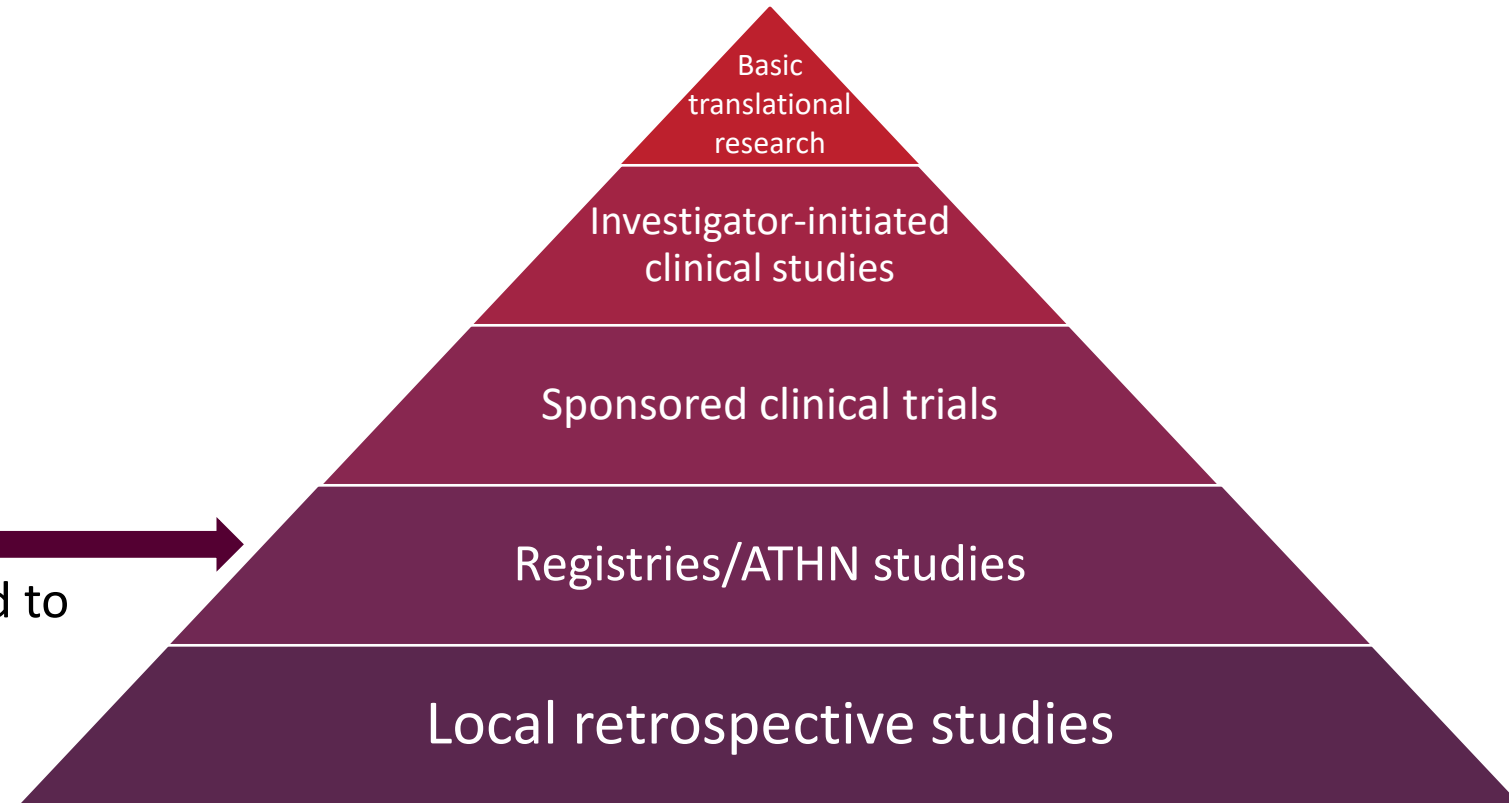 Basic
translational
research
Investigator-initiated
clinical studies
Sponsored clinical trials
Registries/ATHN studies
to
Local retrospective studies